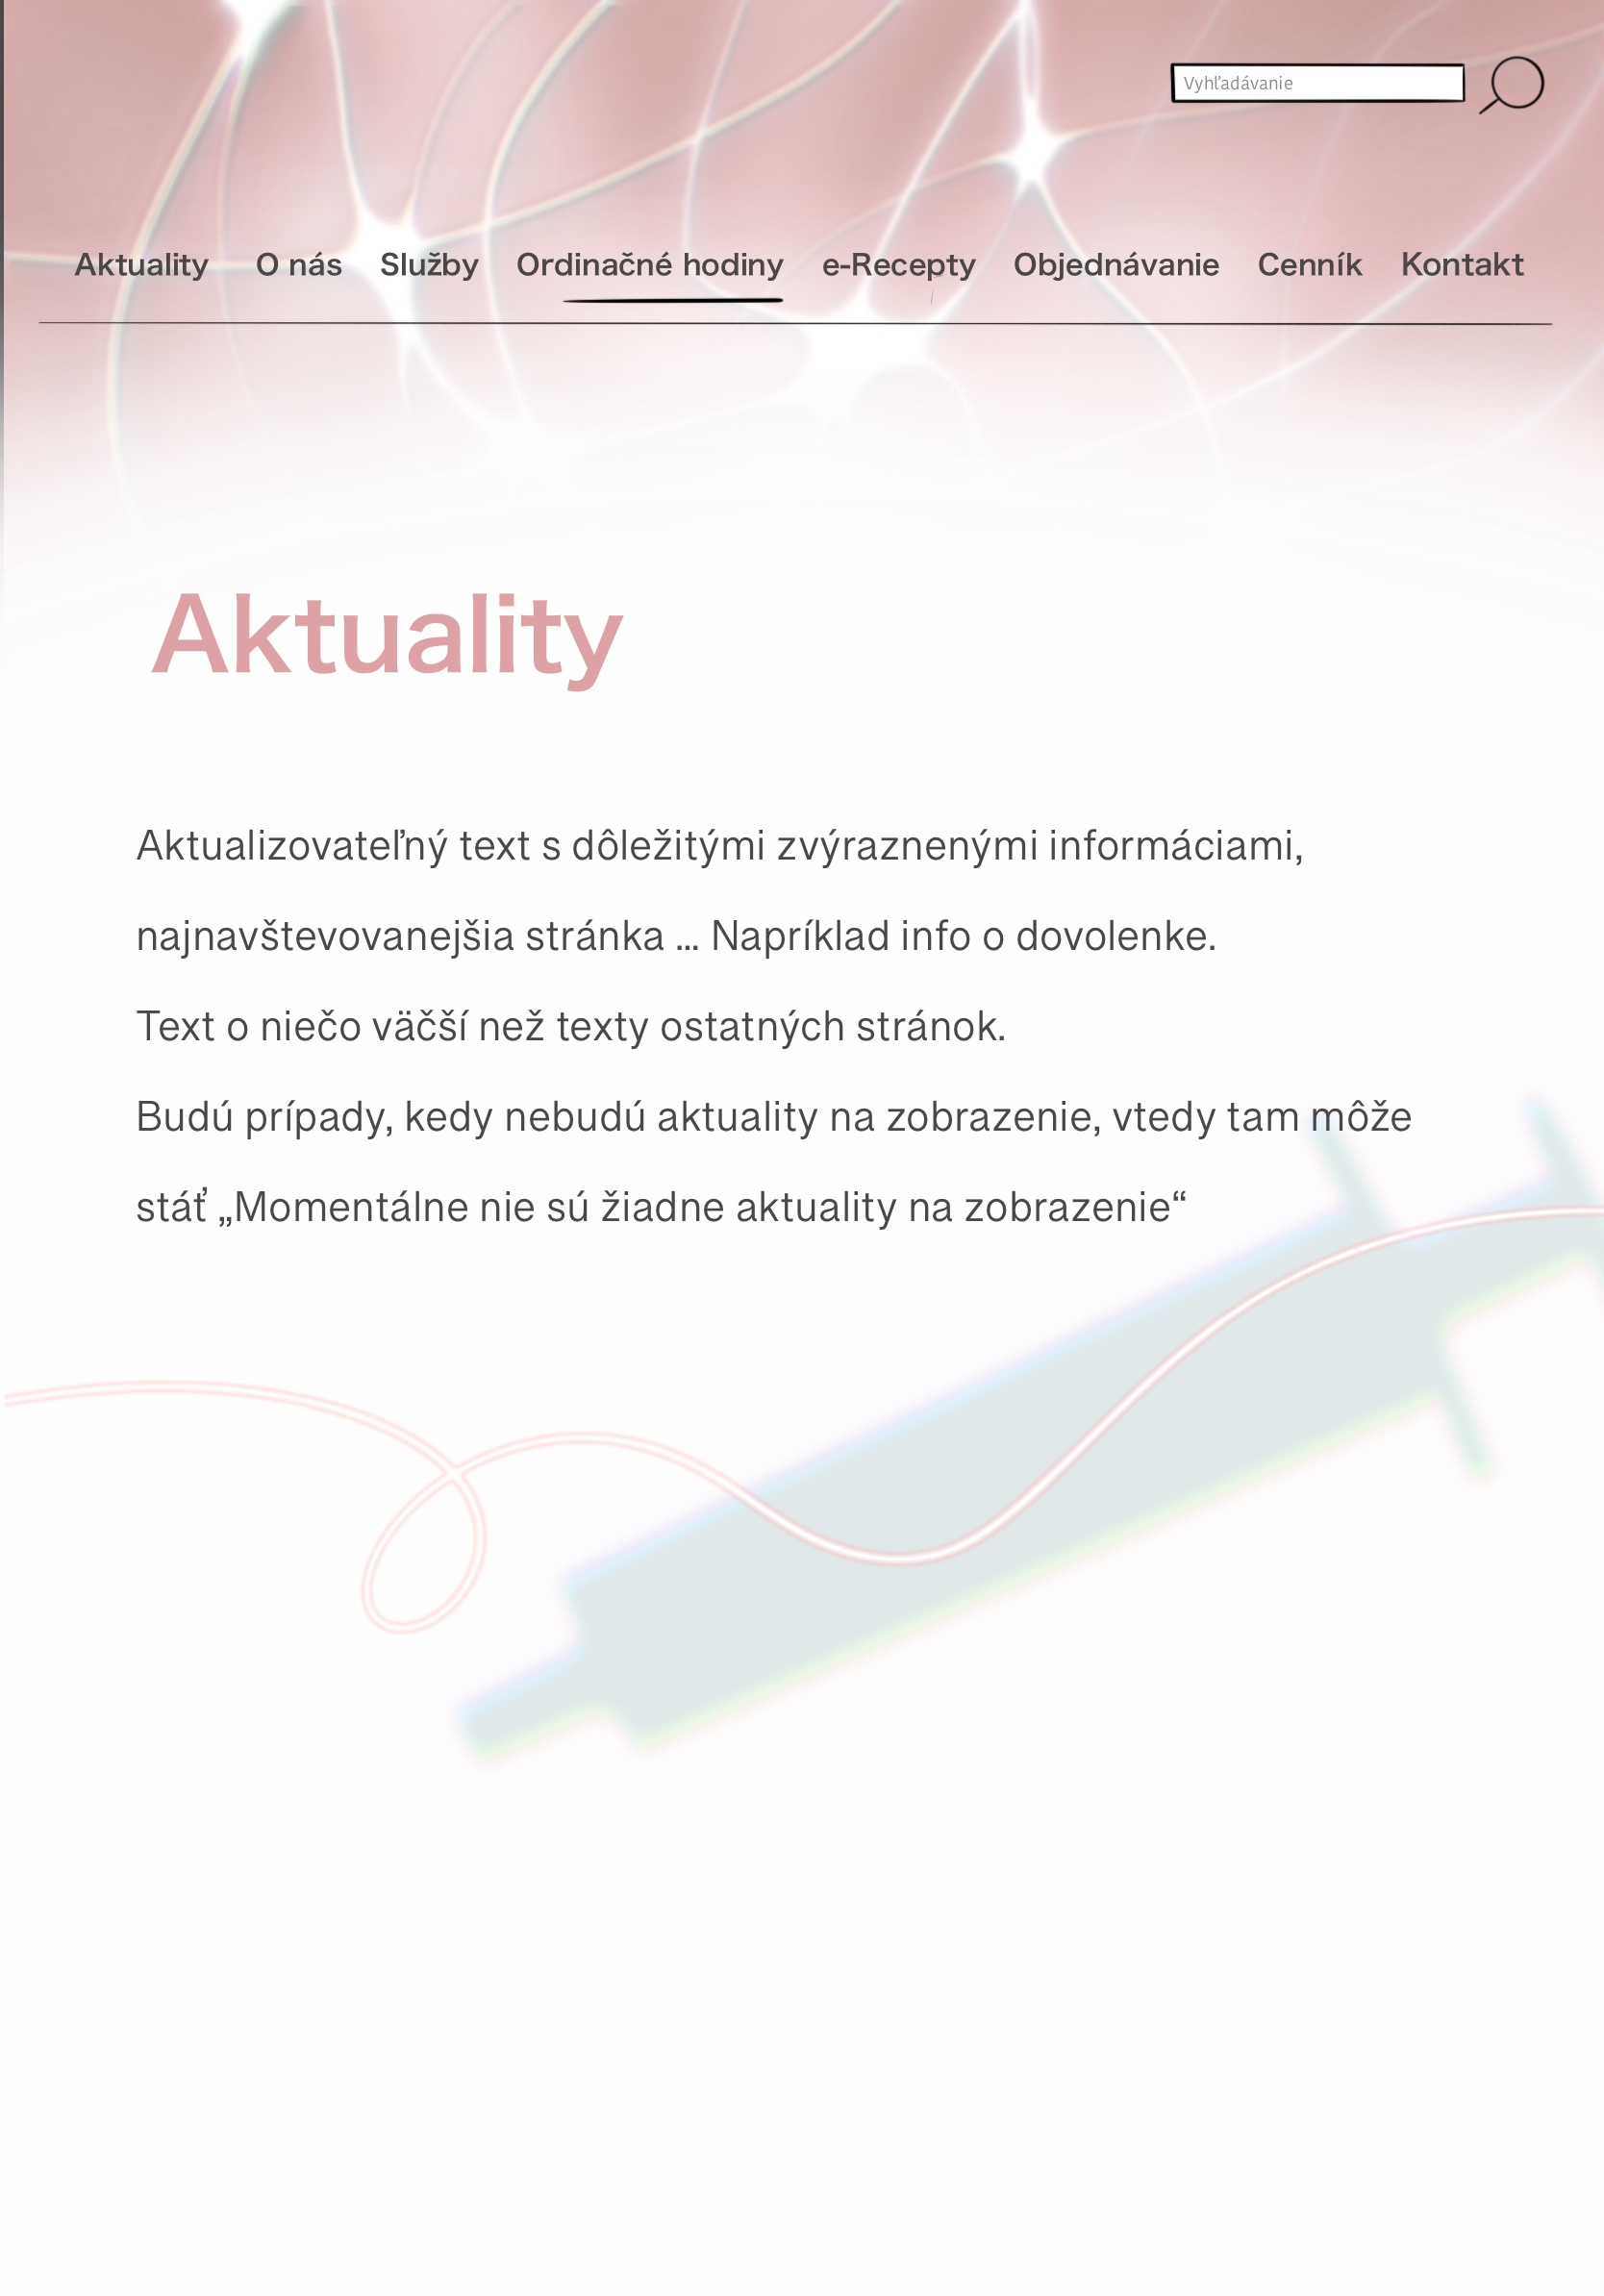 Vyhľadávanie
Aktuality O nás Služby Ordinačné hodiny e-Recepty Objednávanie Cenník Kontakt
Aktuality
Aktualizovateľný text s dôležitými zvýraznenými informáciami,
najnavštevovanejšia stránka ... Napríklad info o dovolenke.
Text o niečo väčší než texty ostatných stránok.
Budú prípady, kedy nebudú aktuality na zobrazenie, vtedy tam môže
stáť „Momentálne nie sú žiadne aktuality na zobrazenie“